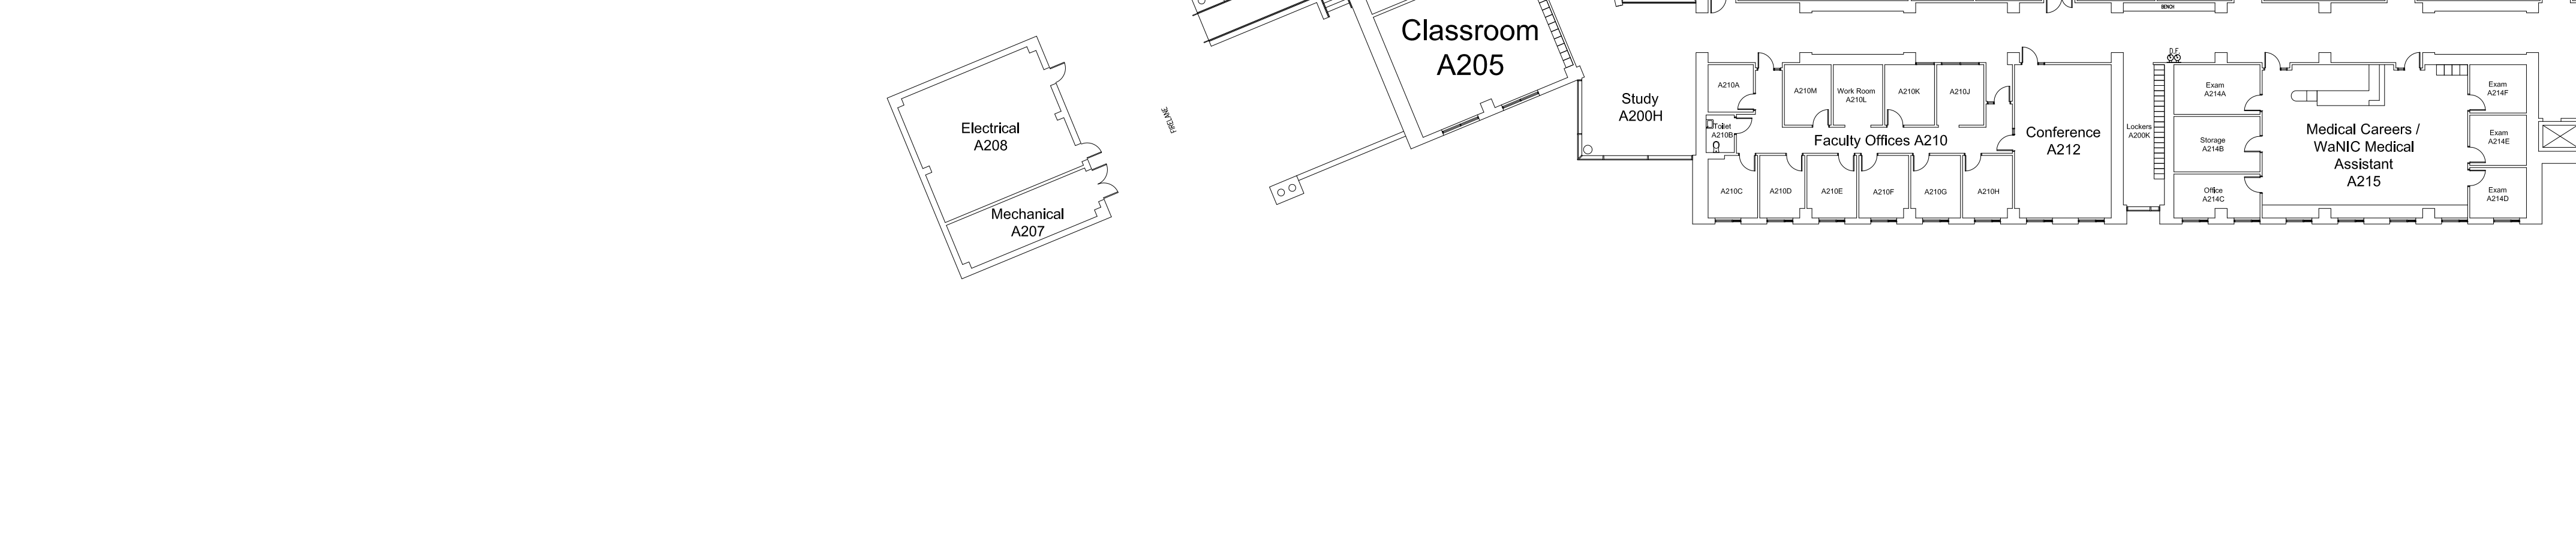 BENCH
Classroom
A205
D.F.
FIRELANE
Electrical
A208
Mechanical
A207
Study
A200H
A210A
A210M
Work Room
A210L
A210K
A210J
Toilet
A210B
Faculty Offices A210
A210C
A210D
A210E
A210F
A210G
A210H
Conference
A212
Lockers
A200K
Exam
A214A
Storage
A214B
Office
A214C
Medical Careers /
WaNIC Medical
Assistant
A215
Exam
A214F
Exam
A214E
Exam
A214D